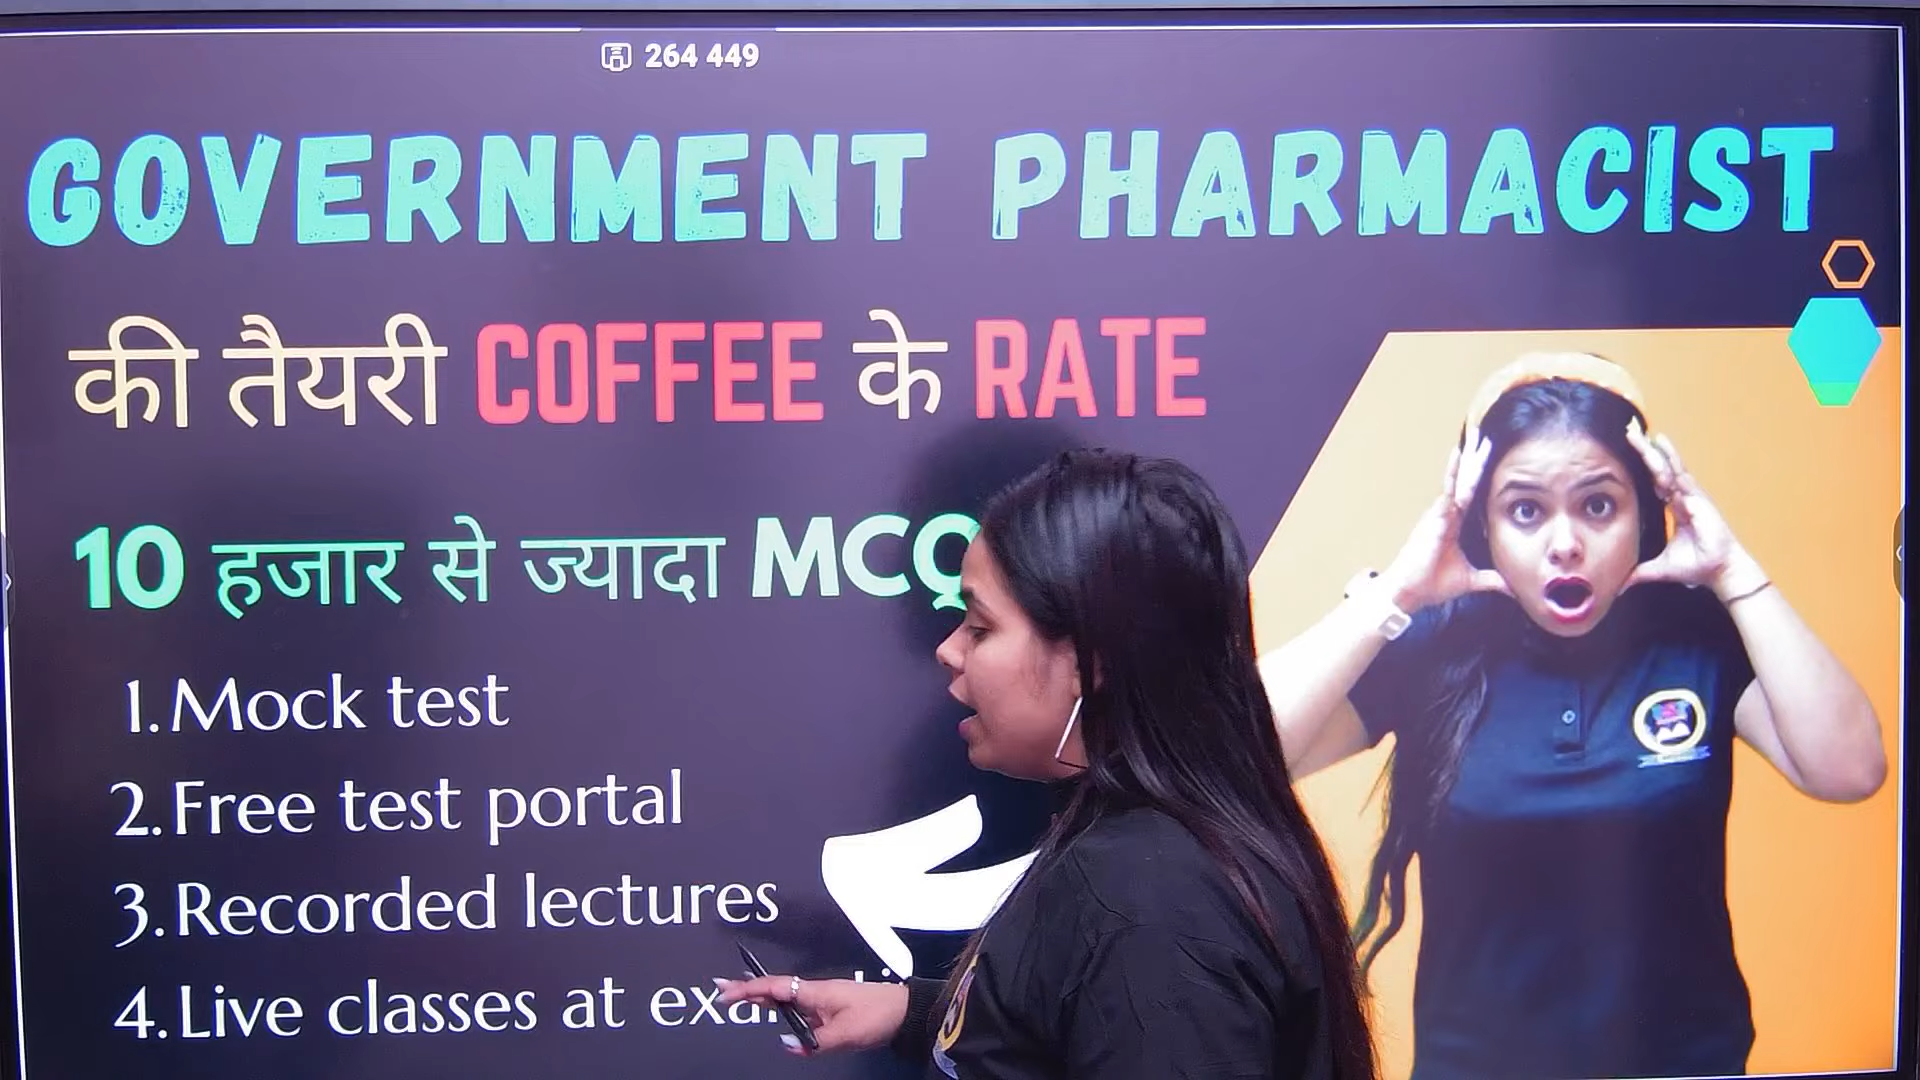 264 449
GOVERNMENT PHARMACIST
की तैयरी COFFEE के RATE
10 हजार से ज्यादा MCQ
1. Mock test
2. Free test portal
3. Recorded lectures
4. Live classes at